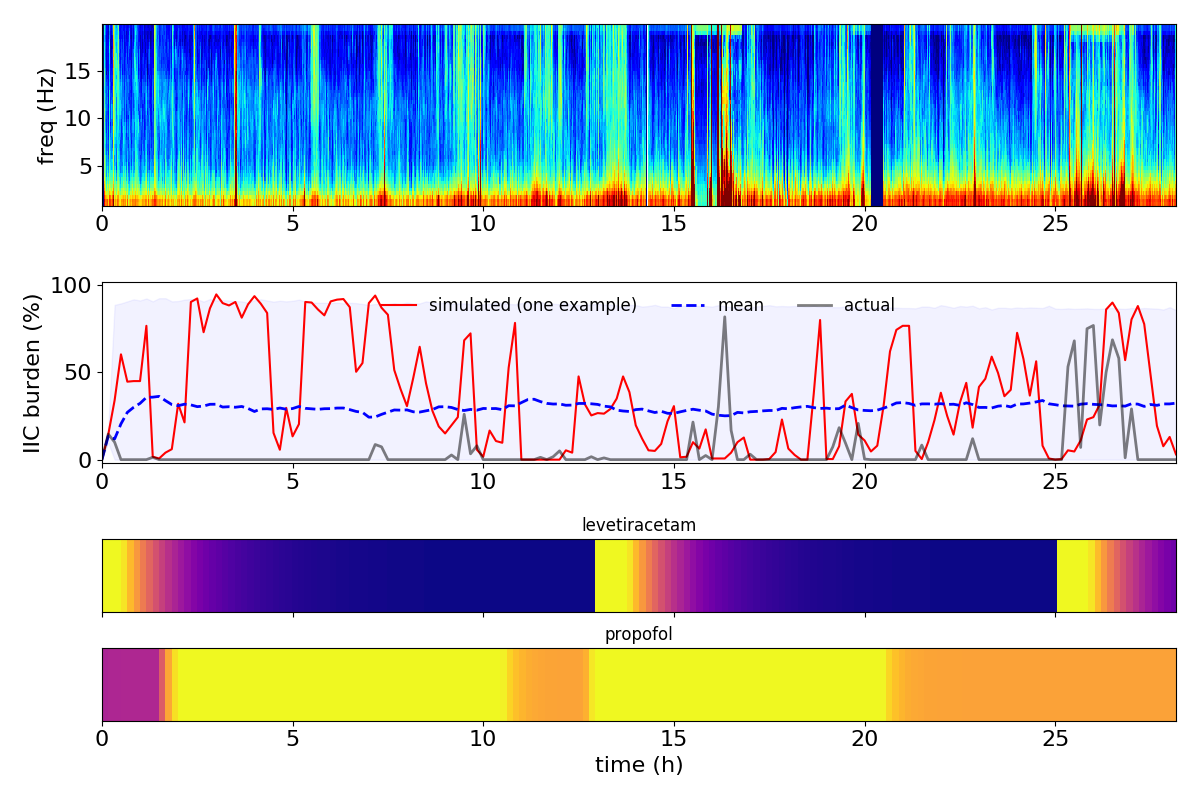 freq (Hz)
15
10
5
0 5 10 15 20 25
IIC burden (%)
100
50
0
simulated (one example) mean actual
0 5 10 15 20 25
levetiracetam
propofol
0 5 10 15 20 25
time (h)